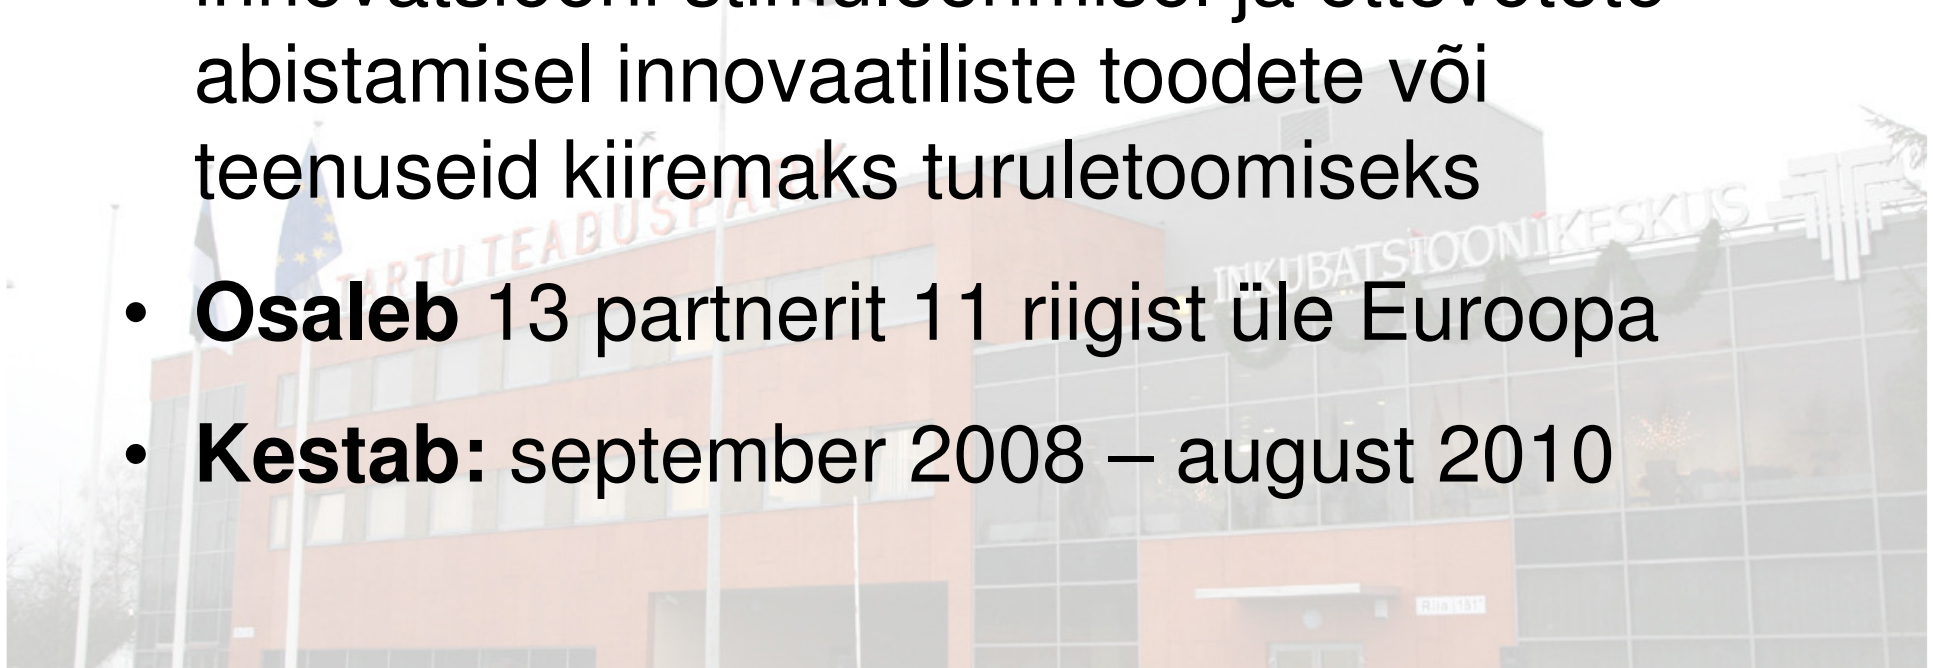 abistamisel innovaatiliste toodete või
teenuseid kiiremaks turuletoomiseks
TARTU TEADUSPARK
INKUBATSIOONIKESKUS
• Osaleb 13 partnerit 11 riigist üle Euroopa
• Kestab: september 2008 – august 2010